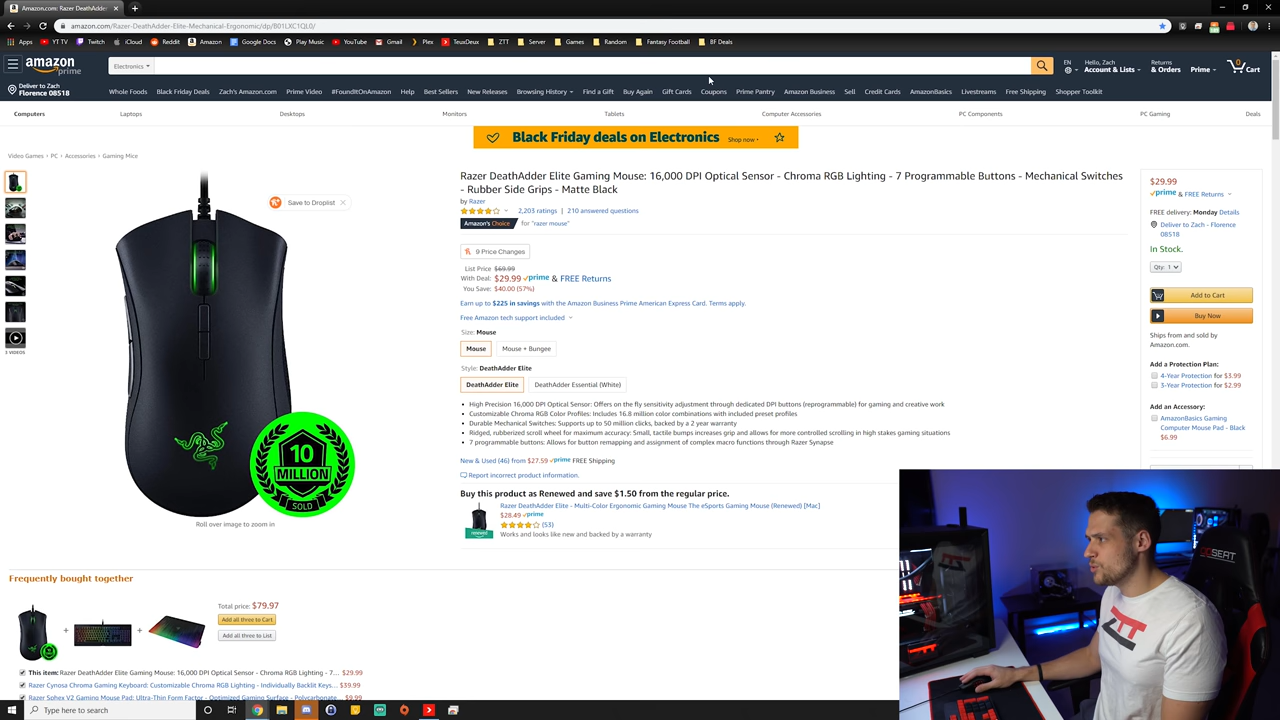 Amazon.com: Razer DeathAdder
amazon.com/Razer-DeathAdder-Elite-Mechanical-Ergonomic/dp/B01LXC1QL0/
Apps YT TV Twitch iCloud Reddit Amazon Google Docs Play Music YouTube Gmail Plex TeuxDeux ZTT Server Games Random Fantasy Football BF Deals
amazon prime
Electronics
EN
Hello, Zach
Account & Lists
Returns
& Orders
Prime
0
Cart
Deliver to Zach
Florence 08518
Whole Foods Black Friday Deals Zach's Amazon.com Prime Video #FoundItOnAmazon Help Best Sellers New Releases Browsing History Find a Gift Buy Again Gift Cards Coupons Prime Pantry Amazon Business Sell Credit Cards AmazonBasics Livestreams Free Shipping Shopper Toolkit
Computers Laptops Desktops Monitors Tablets Computer Accessories PC Components PC Gaming Deals
Black Friday deals on Electronics Shop now ›
Video Games › PC › Accessories › Gaming Mice
Save to Droplist
3 VIDEOS
10
MILLION
SOLD
Roll over image to zoom in
Razer DeathAdder Elite Gaming Mouse: 16,000 DPI Optical Sensor - Chroma RGB Lighting - 7 Programmable Buttons - Mechanical Switches
- Rubber Side Grips - Matte Black
by Razer
2,203 ratings | 210 answered questions
Amazon's Choice for "razer mouse"
9 Price Changes
List Price $69.99
With Deal: $29.99 prime & FREE Returns
You Save: $40.00 (57%)
Earn up to $225 in savings with the Amazon Business Prime American Express Card. Terms apply.
Free Amazon tech support included
Size: Mouse
Mouse Mouse + Bungee
Style: DeathAdder Elite
DeathAdder Elite DeathAdder Essential (White)
• High Precision 16,000 DPI Optical Sensor: Offers on the fly sensitivity adjustment through dedicated DPI buttons (reprogrammable) for gaming and creative work
• Customizable Chroma RGB Color Profiles: Includes 16.8 million color combinations with included preset profiles
• Durable Mechanical Switches: Supports up to 50 million clicks, backed by a 2 year warranty
• Ridged, rubberized scroll wheel for maximum accuracy: Small, tactile bumps increases grip and allows for more controlled scrolling in high stakes gaming situations
• 7 programmable buttons: Allows for button remapping and assignment of complex macro functions through Razer Synapse
New & Used (46) from $27.59 prime FREE Shipping
Report incorrect product information.
Buy this product as Renewed and save $1.50 from the regular price.
Razer DeathAdder Elite - Multi-Color Ergonomic Gaming Mouse The eSports Gaming Mouse (Renewed) [Mac]
$28.49 prime
(53)
Works and looks like new and backed by a warranty
renewed
$29.99
prime & FREE Returns
FREE delivery: Monday Details
Deliver to Zach - Florence
08518
In Stock.
Qty: 1
Add to Cart
Buy Now
Ships from and sold by
Amazon.com.
Add a Protection Plan:
4-Year Protection for $3.99
3-Year Protection for $2.99
Add an Accessory:
AmazonBasics Gaming
Computer Mouse Pad - Black
$6.99
Frequently bought together
Total price: $79.97
Add all three to Cart
Add all three to List
+ +
This item: Razer DeathAdder Elite Gaming Mouse: 16,000 DPI Optical Sensor - Chroma RGB Lighting - 7... $29.99
Razer Cynosa Chroma Gaming Keyboard: Customizable Chroma RGB Lighting - Individually Backlit Keys... $39.99
Razer Sphex V2 Gaming Mouse Pad: Ultra-Thin Form Factor - Optimized Gaming Surface - Polycarbonate... $9.99
ZTT
Type here to search